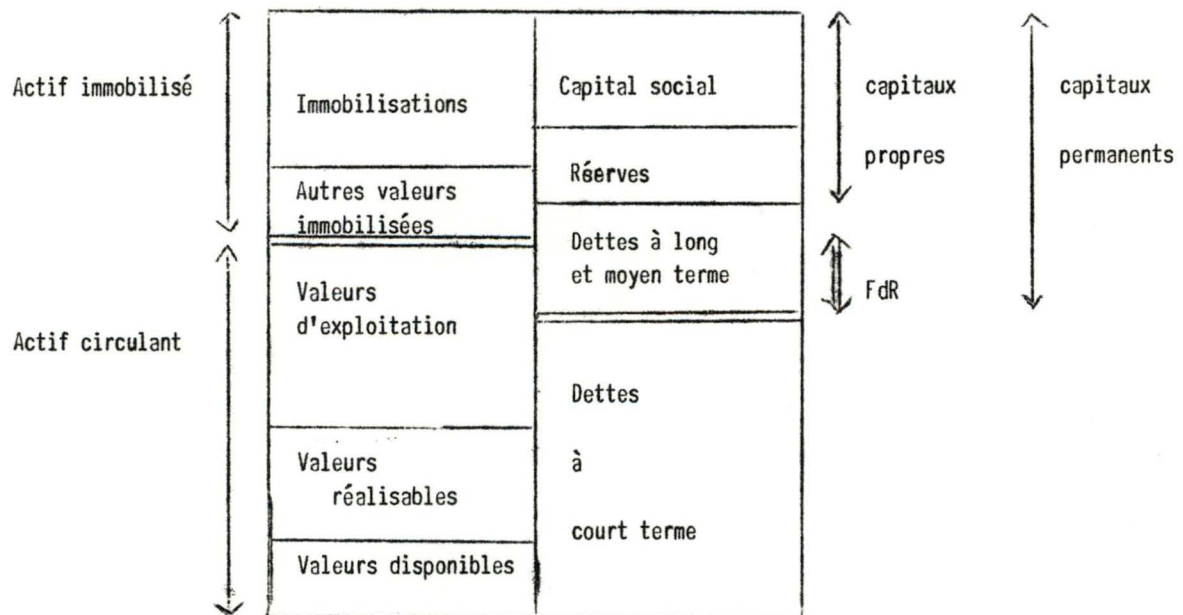 Actif immobilisé
Immobilisations
Autres valeurs
immobilisées
Actif circulant
Valeurs
d'exploitation
Valeurs
réalisables
Valeurs disponibles
Capital social
Réserves
Dettes à long
et moyen terme
Dettes
à
court terme
capitaux
propres
FdR
capitaux
permanents